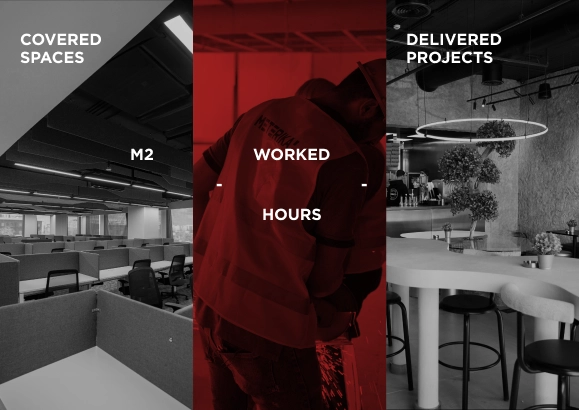 COVERED
SPACES
M2
WORKED
-
-
HOURS
DELIVERED
PROJECTS